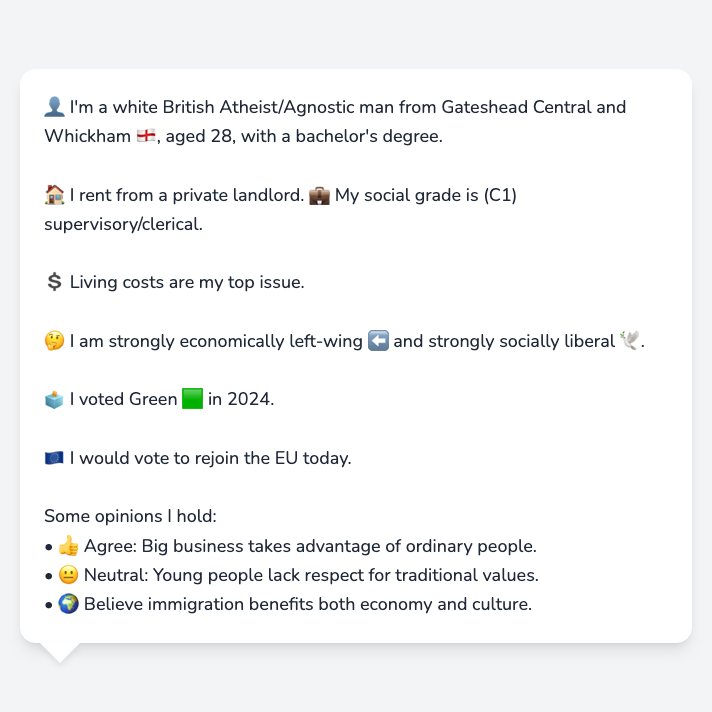 👤 I'm a white British Atheist/Agnostic man from Gateshead Central and
Whickham 🏴󠁧󠁢󠁥󠁮󠁧󠁿, aged 28, with a bachelor's degree.
🏠 I rent from a private landlord. 💼 My social grade is (C1)
supervisory/clerical.
💲 Living costs are my top issue.
🤔 I am strongly economically left-wing ⬅️ and strongly socially liberal 🕊️.
🗳️ I voted Green 🟩 in 2024.
🇪🇺 I would vote to rejoin the EU today.
Some opinions I hold:
• 👍 Agree: Big business takes advantage of ordinary people.
• 😐 Neutral: Young people lack respect for traditional values.
• 🌍 Believe immigration benefits both economy and culture.